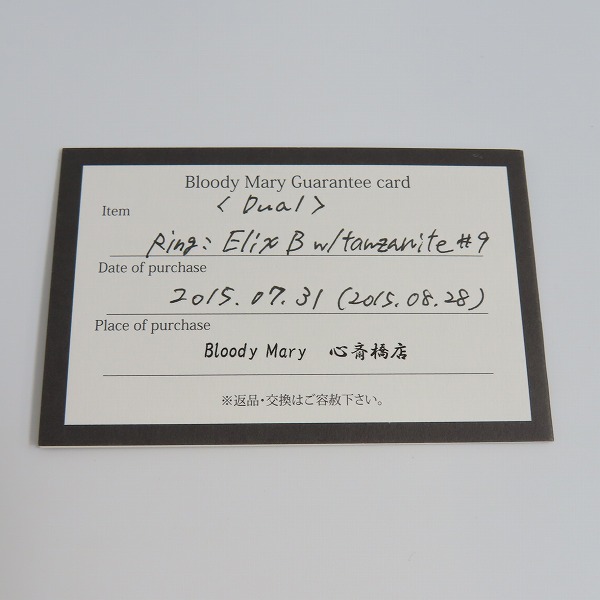 Bloody Mary Guarantee card
Item 〈 Dual 〉
Ring: Elix B w/tanzanite #9
Date of purchase
2015.07.31 (2015.08.28)
Place of purchase
Bloody Mary 心斎橋店
※返品・交換はご容赦下さい。